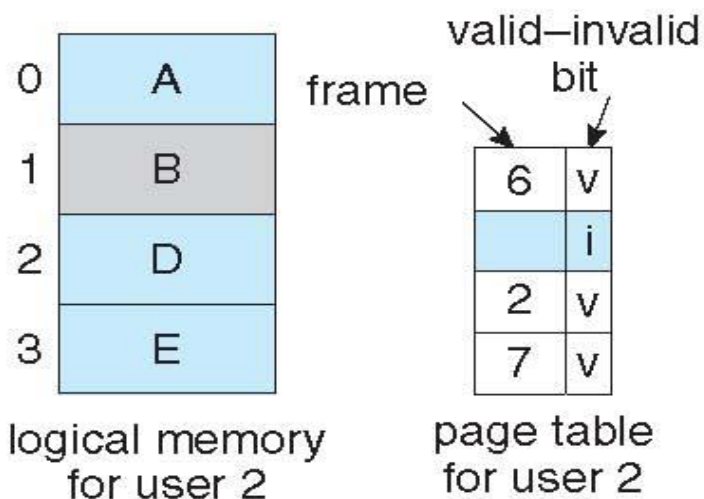 0 A
1 B
2 D
3 E
logical memory
for user 2
frame
valid–invalid
bit
6 v
i
2 v
7 v
page table
for user 2